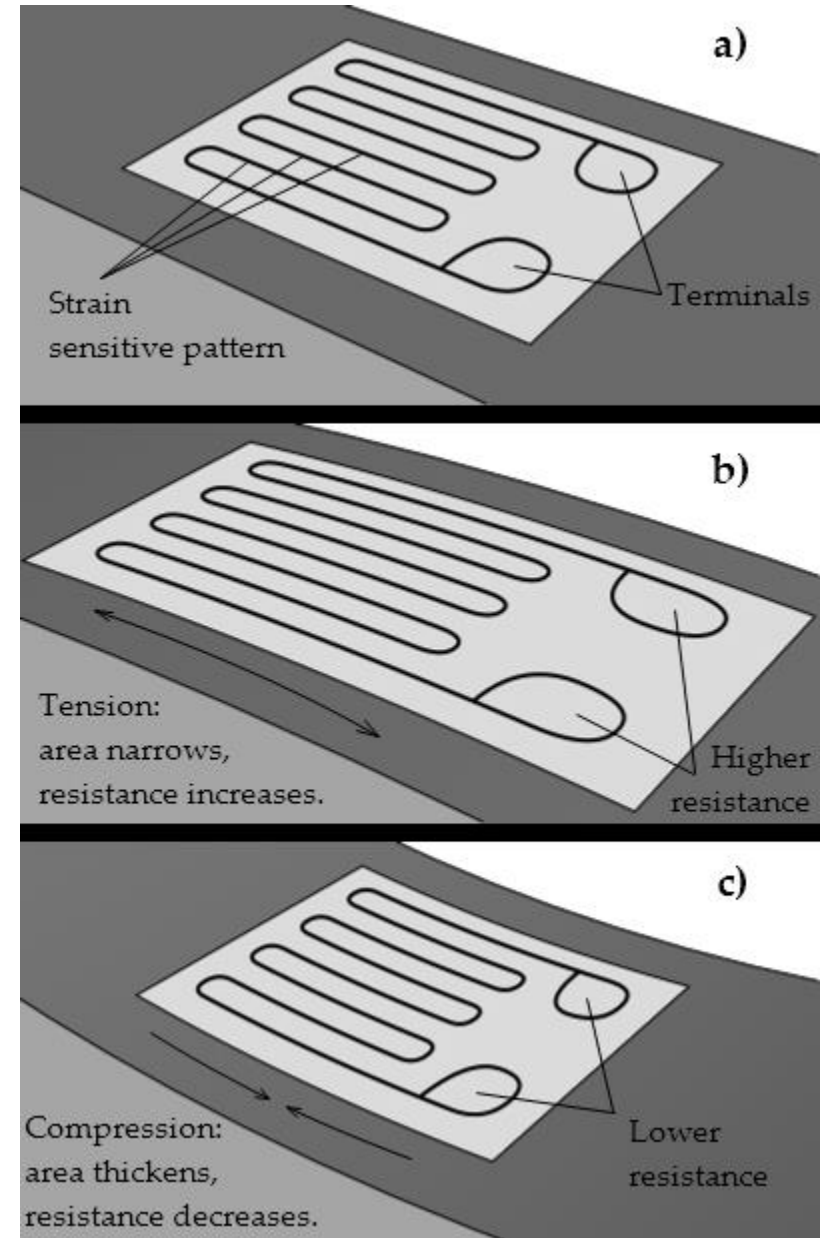 a)
Strain
sensitive pattern
Terminals
b)
Tension:
area narrows,
resistance increases.
Higher
resistance
c)
Compression:
area thickens,
resistance decreases.
Lower
resistance